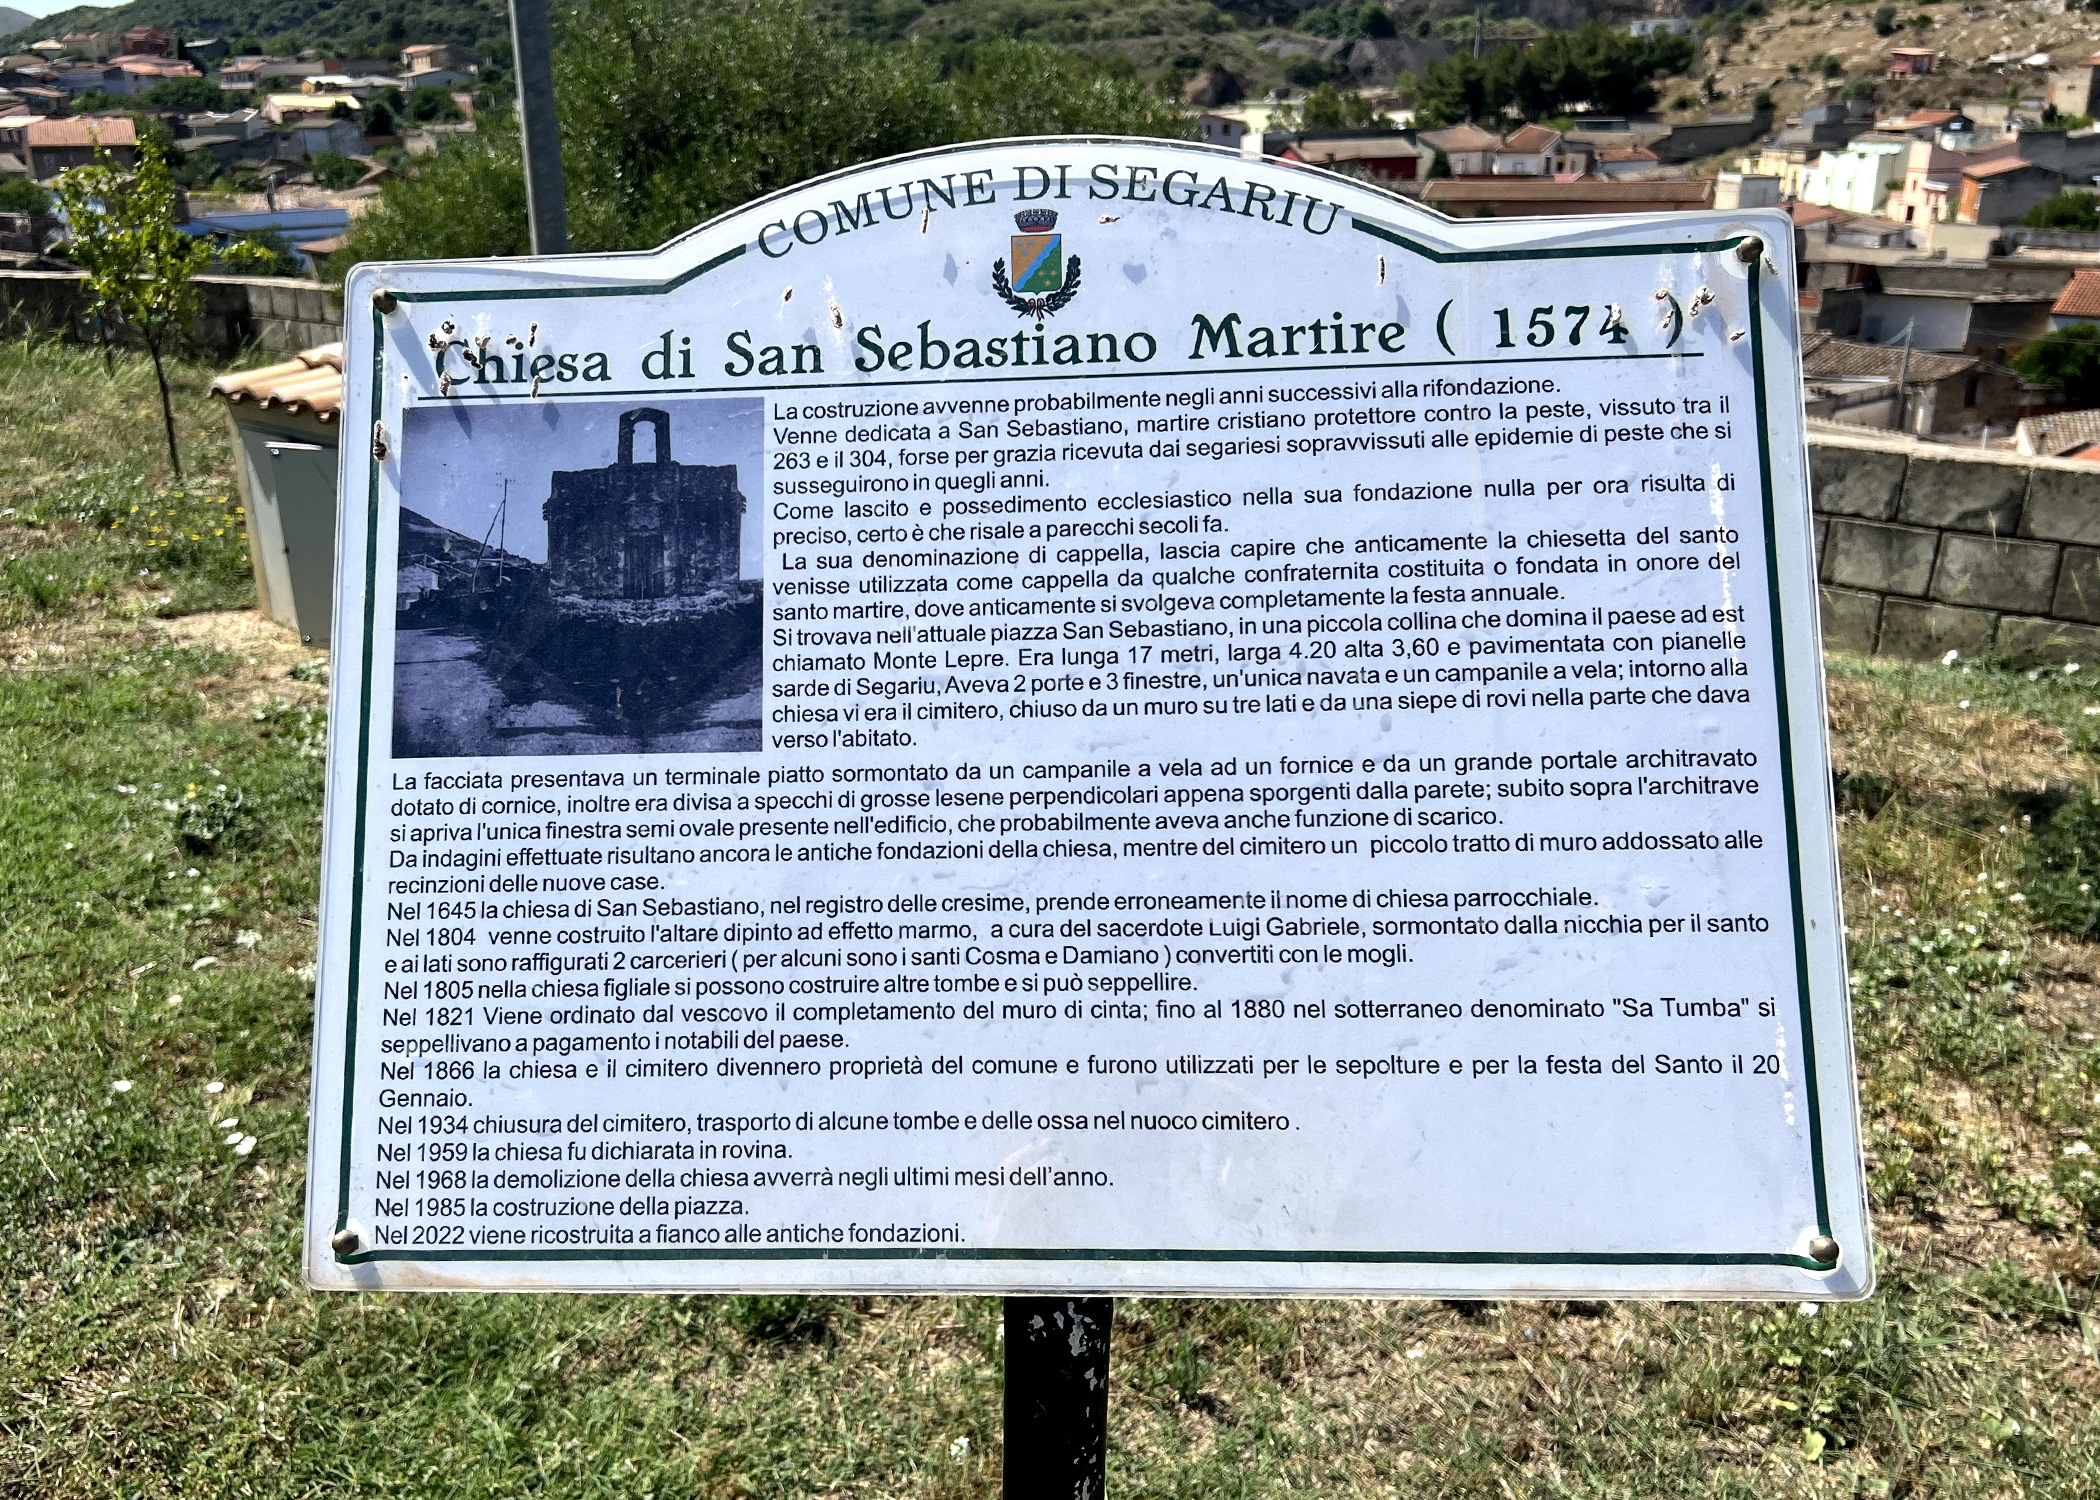 COMUNE DI SEGARIU
Chiesa di San Sebastiano Martire ( 1574 )
La costruzione avvenne probabilmente negli anni successivi alla rifondazione.
Venne dedicata a San Sebastiano, martire cristiano protettore contro la peste, vissuto tra il
263 e il 304, forse per grazia ricevuta dai segariesi sopravvissuti alle epidemie di peste che si
susseguirono in quegli anni.
Come lascito e possedimento ecclesiastico nella sua fondazione nulla per ora risulta di
preciso, certo è che risale a parecchi secoli fa.
La sua denominazione di cappella, lascia capire che anticamente la chiesetta del santo
venisse utilizzata come cappella da qualche confraternita costituita o fondata in onore del
santo martire, dove anticamente si svolgeva completamente la festa annuale.
Si trovava nell'attuale piazza San Sebastiano, in una piccola collina che domina il paese ad est
chiamato Monte Lepre. Era lunga 17 metri, larga 4.20 alta 3,60 e pavimentata con pianelle
sarde di Segariu, Aveva 2 porte e 3 finestre, un'unica navata e un campanile a vela; intorno alla
chiesa vi era il cimitero, chiuso da un muro su tre lati e da una siepe di rovi nella parte che dava
verso l'abitato.
La facciata presentava un terminale piatto sormontato da un campanile a vela ad un fornice e da un grande portale architravato
dotato di cornice, inoltre era divisa a specchi di grosse lesene perpendicolari appena sporgenti dalla parete; subito sopra l'architrave
si apriva l'unica finestra semi ovale presente nell'edificio, che probabilmente aveva anche funzione di scarico.
Da indagini effettuate risultano ancora le antiche fondazioni della chiesa, mentre del cimitero un piccolo tratto di muro addossato alle
recinzioni delle nuove case.
Nel 1645 la chiesa di San Sebastiano, nel registro delle cresime, prende erroneamente il nome di chiesa parrocchiale.
Nel 1804 venne costruito l'altare dipinto ad effetto marmo, a cura del sacerdote Luigi Gabriele, sormontato dalla nicchia per il santo
e ai lati sono raffigurati 2 carcerieri ( per alcuni sono i santi Cosma e Damiano ) convertiti con le mogli.
Nel 1805 nella chiesa figliale si possono costruire altre tombe e si può seppellire.
Nel 1821 Viene ordinato dal vescovo il completamento del muro di cinta; fino al 1880 nel sotterraneo denominato "Sa Tumba" si
seppellivano a pagamento i notabili del paese.
Nel 1866 la chiesa e il cimitero divennero proprietà del comune e furono utilizzati per le sepolture e per la festa del Santo il 20
Gennaio.
Nel 1934 chiusura del cimitero, trasporto di alcune tombe e delle ossa nel nuoco cimitero .
Nel 1959 la chiesa fu dichiarata in rovina.
Nel 1968 la demolizione della chiesa avverrà negli ultimi mesi dell'anno.
Nel 1985 la costruzione della piazza.
Nel 2022 viene ricostruita a fianco alle antiche fondazioni.